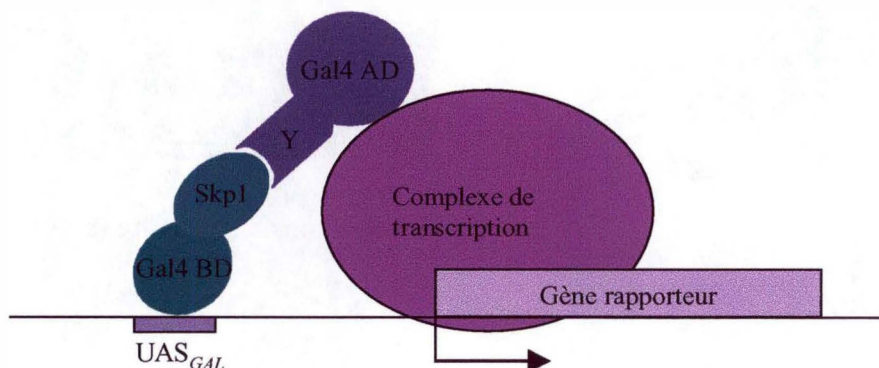 Gal4 AD
Y
Skp1
Complexe de
transcription
Gal4 BD
Gène rapporteur
UAS GAL